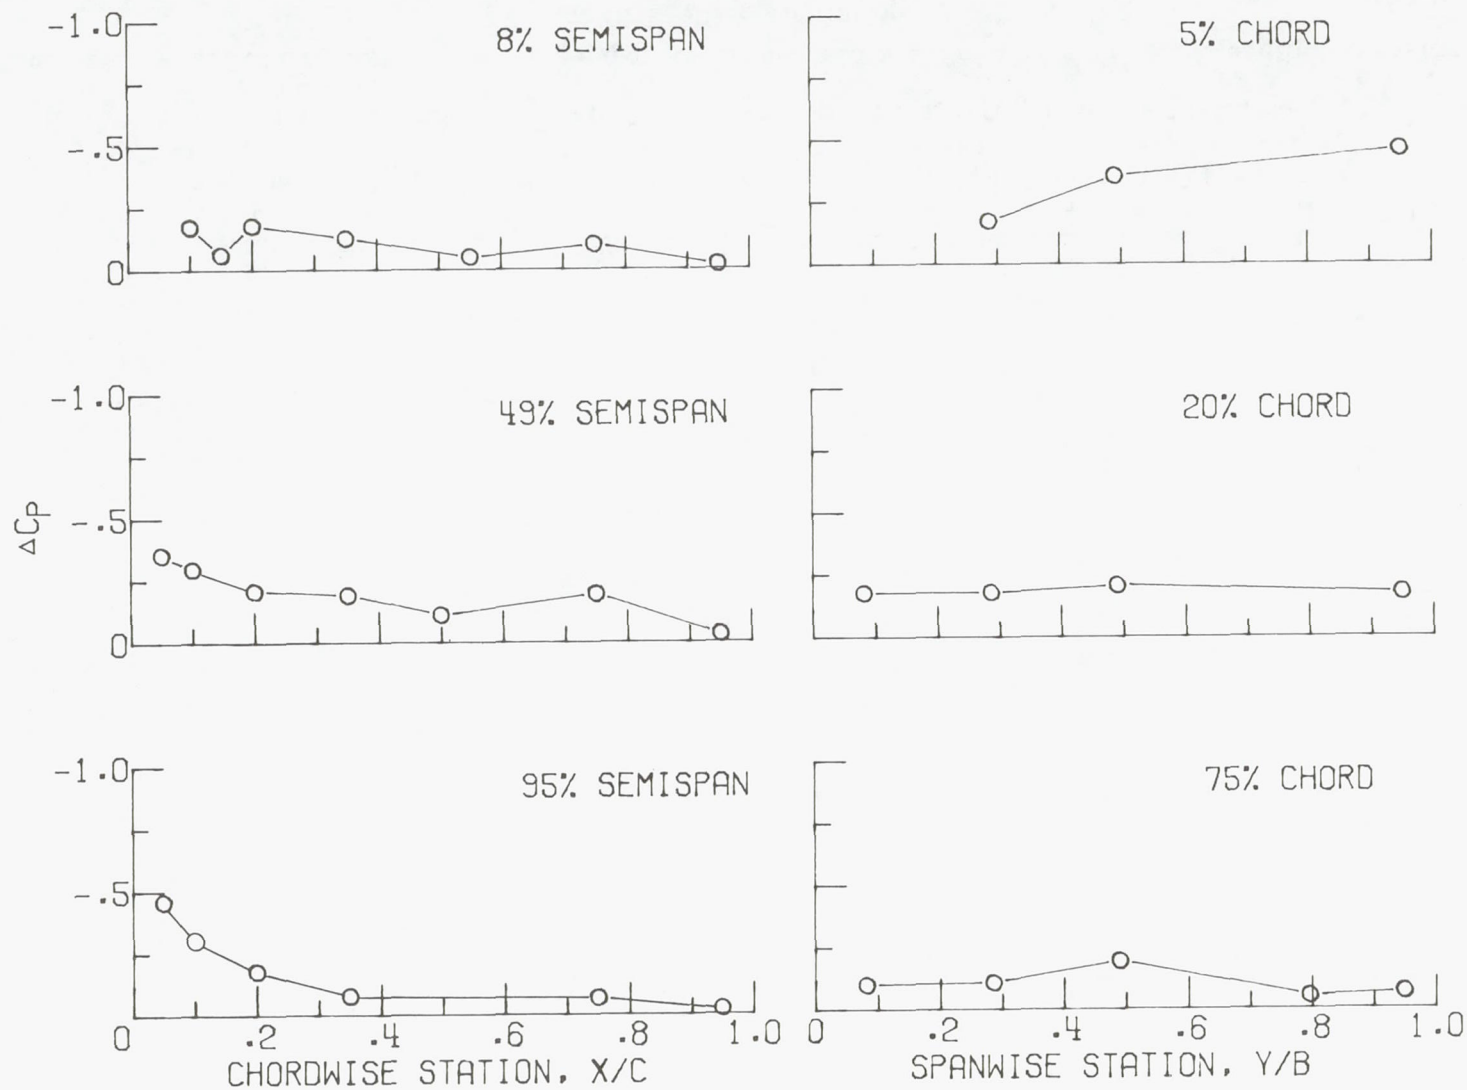 -1.0
8% SEMISPAN
-.5
0
5% CHORD
-1.0
49% SEMISPAN
ΔCP
-.5
0
20% CHORD
-1.0
95% SEMISPAN
-.5
0 .2 .4 .6 .8 1.0
CHORDWISE STATION, X/C
75% CHORD
0 .2 .4 .6 .8 1.0
SPANWISE STATION, Y/B